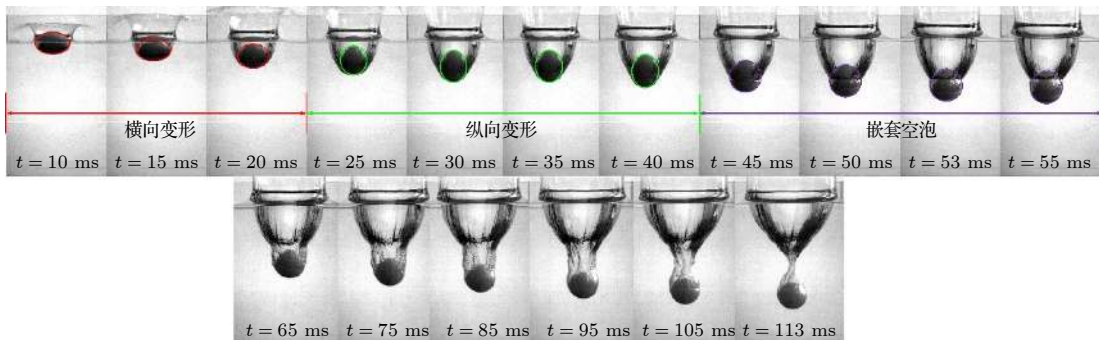 横向变形 纵向变形 嵌套空泡
t = 10 ms t = 15 ms t = 20 ms t = 25 ms t = 30 ms t = 35 ms t = 40 ms t = 45 ms t = 50 ms t = 53 ms t = 55 ms
t = 65 ms t = 75 ms t = 85 ms t = 95 ms t = 105 ms t = 113 ms